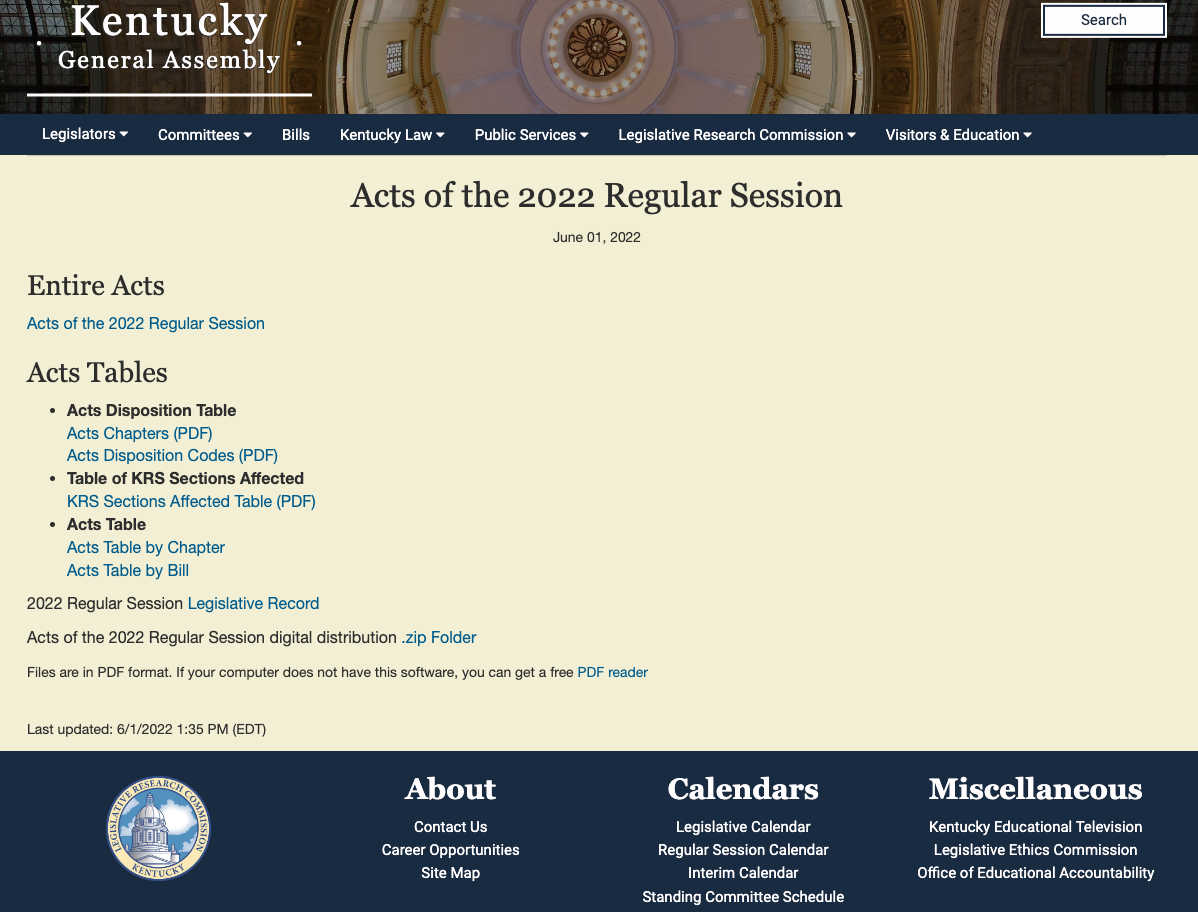 Kentucky
General Assembly
Search
Legislators
Committees
Bills
Kentucky Law
Public Services
Legislative Research Commission
Visitors & Education
Acts of the 2022 Regular Session
June 01, 2022
Entire Acts
Acts of the 2022 Regular Session
Acts Tables
• Acts Disposition Table
Acts Chapters (PDF)
Acts Disposition Codes (PDF)
• Table of KRS Sections Affected
KRS Sections Affected Table (PDF)
• Acts Table
Acts Table by Chapter
Acts Table by Bill
2022 Regular Session Legislative Record
Acts of the 2022 Regular Session digital distribution .zip Folder
Files are in PDF format. If your computer does not have this software, you can get a free PDF reader
Last updated: 6/1/2022 1:35 PM (EDT)
LEGISLATIVE RESEARCH COMMISSION
KENTUCKY
About
Contact Us
Career Opportunities
Site Map
Calendars
Legislative Calendar
Regular Session Calendar
Interim Calendar
Standing Committee Schedule
Miscellaneous
Kentucky Educational Television
Legislative Ethics Commission
Office of Educational Accountability